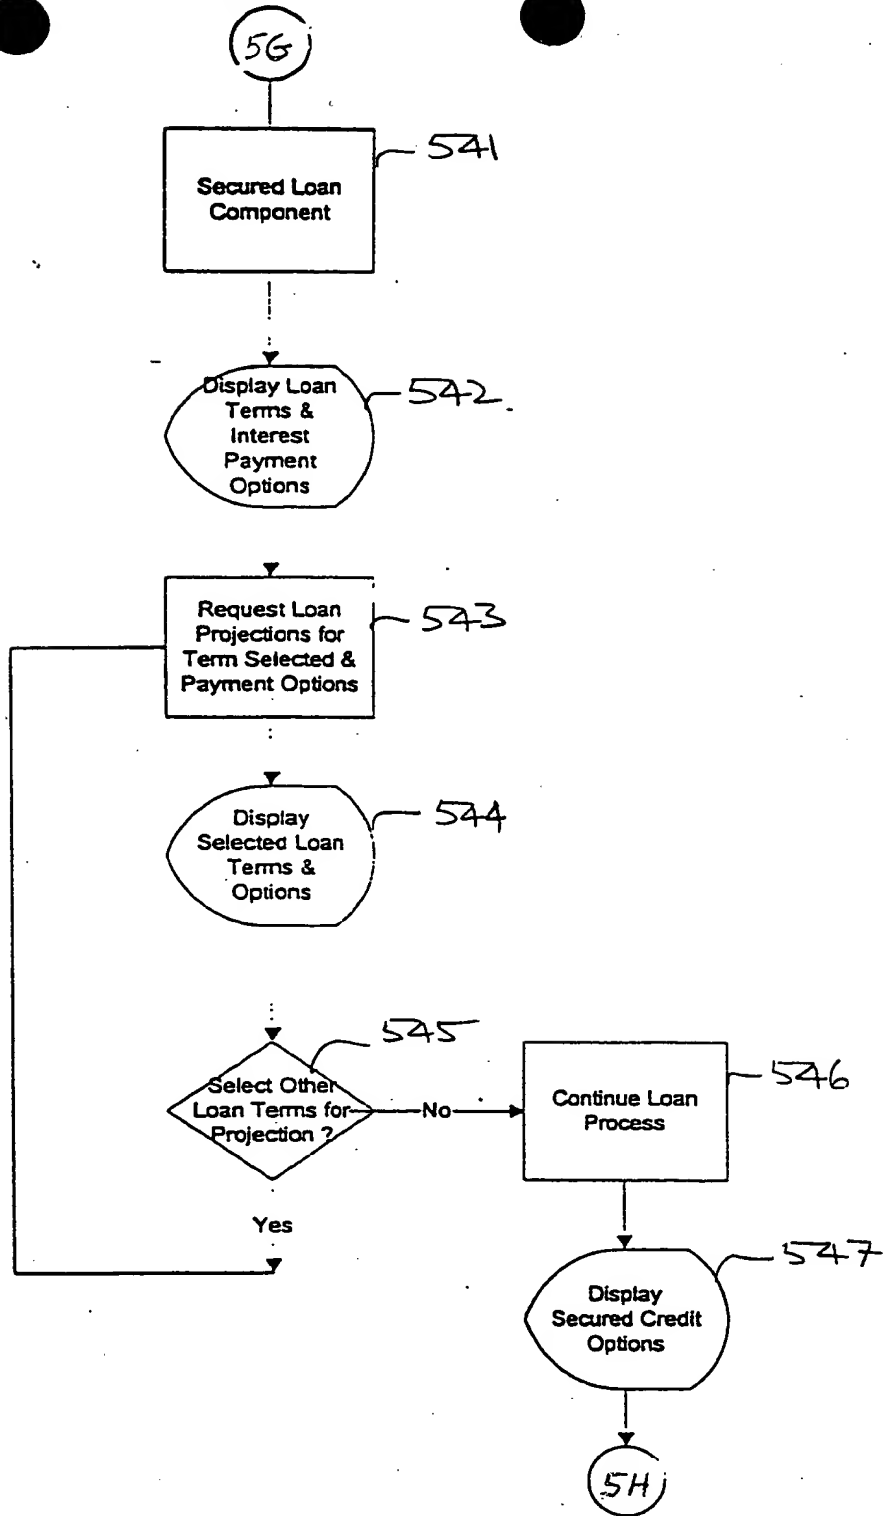 5G
541
Secured Loan
Component
542
Display Loan
Terms &
Interest
Payment
Options
543
Request Loan
Projections for
Term Selected &
Payment Options
544
Display
Selected Loan
Terms &
Options
545
Select Other
Loan Terms for
Projection ?
No
546
Continue Loan
Process
Yes
547
Display
Secured Credit
Options
5H